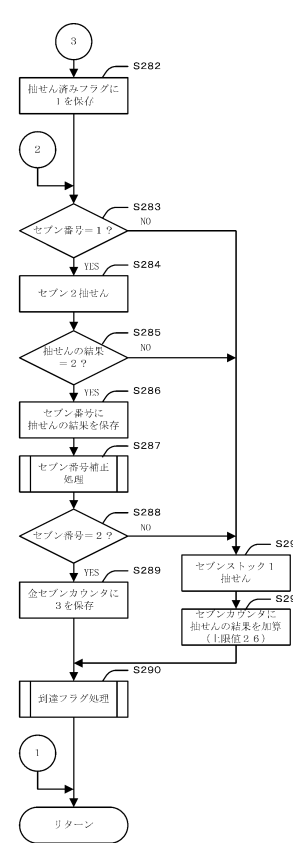 3
S282
抽せん済みフラグに
1を保存
2
S283
セブン番号=1?
NO
YES
S284
セブン2抽せん
S285
抽せんの結果
=2?
NO
YES
S286
セブン番号に
抽せんの結果を保存
S287
セブン番号補正
処理
S288
セブン番号=2?
NO
YES
S289
金セブンカウンタに
3を保存
S29
セブンストック1
抽せん
S29
セブンカウンタに
抽せんの結果を加算
(上限値26)
S290
到達フラグ処理
1
リターン